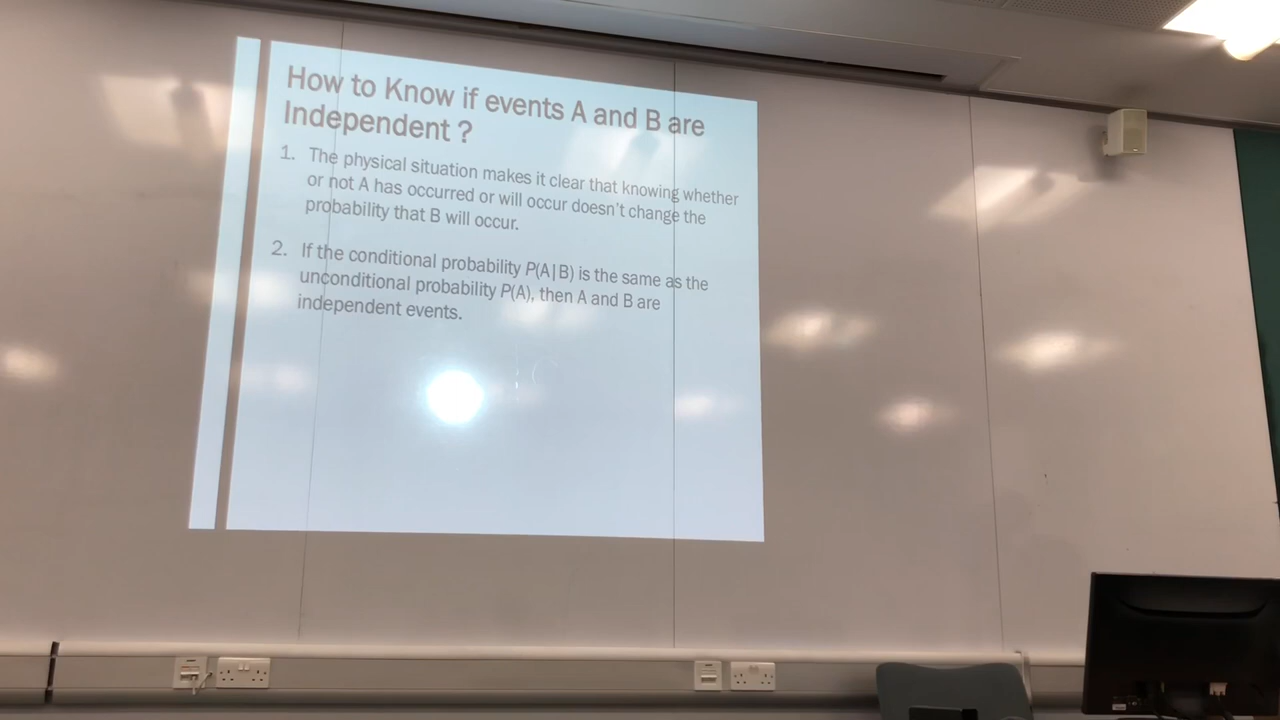 How to Know if events A and B are
Independent ?
1. The physical situation makes it clear that knowing whether
or not A has occurred or will occur doesn't change the
probability that B will occur.
2. If the conditional probability P(A|B) is the same as the
unconditional probability P(A), then A and B are
independent events.